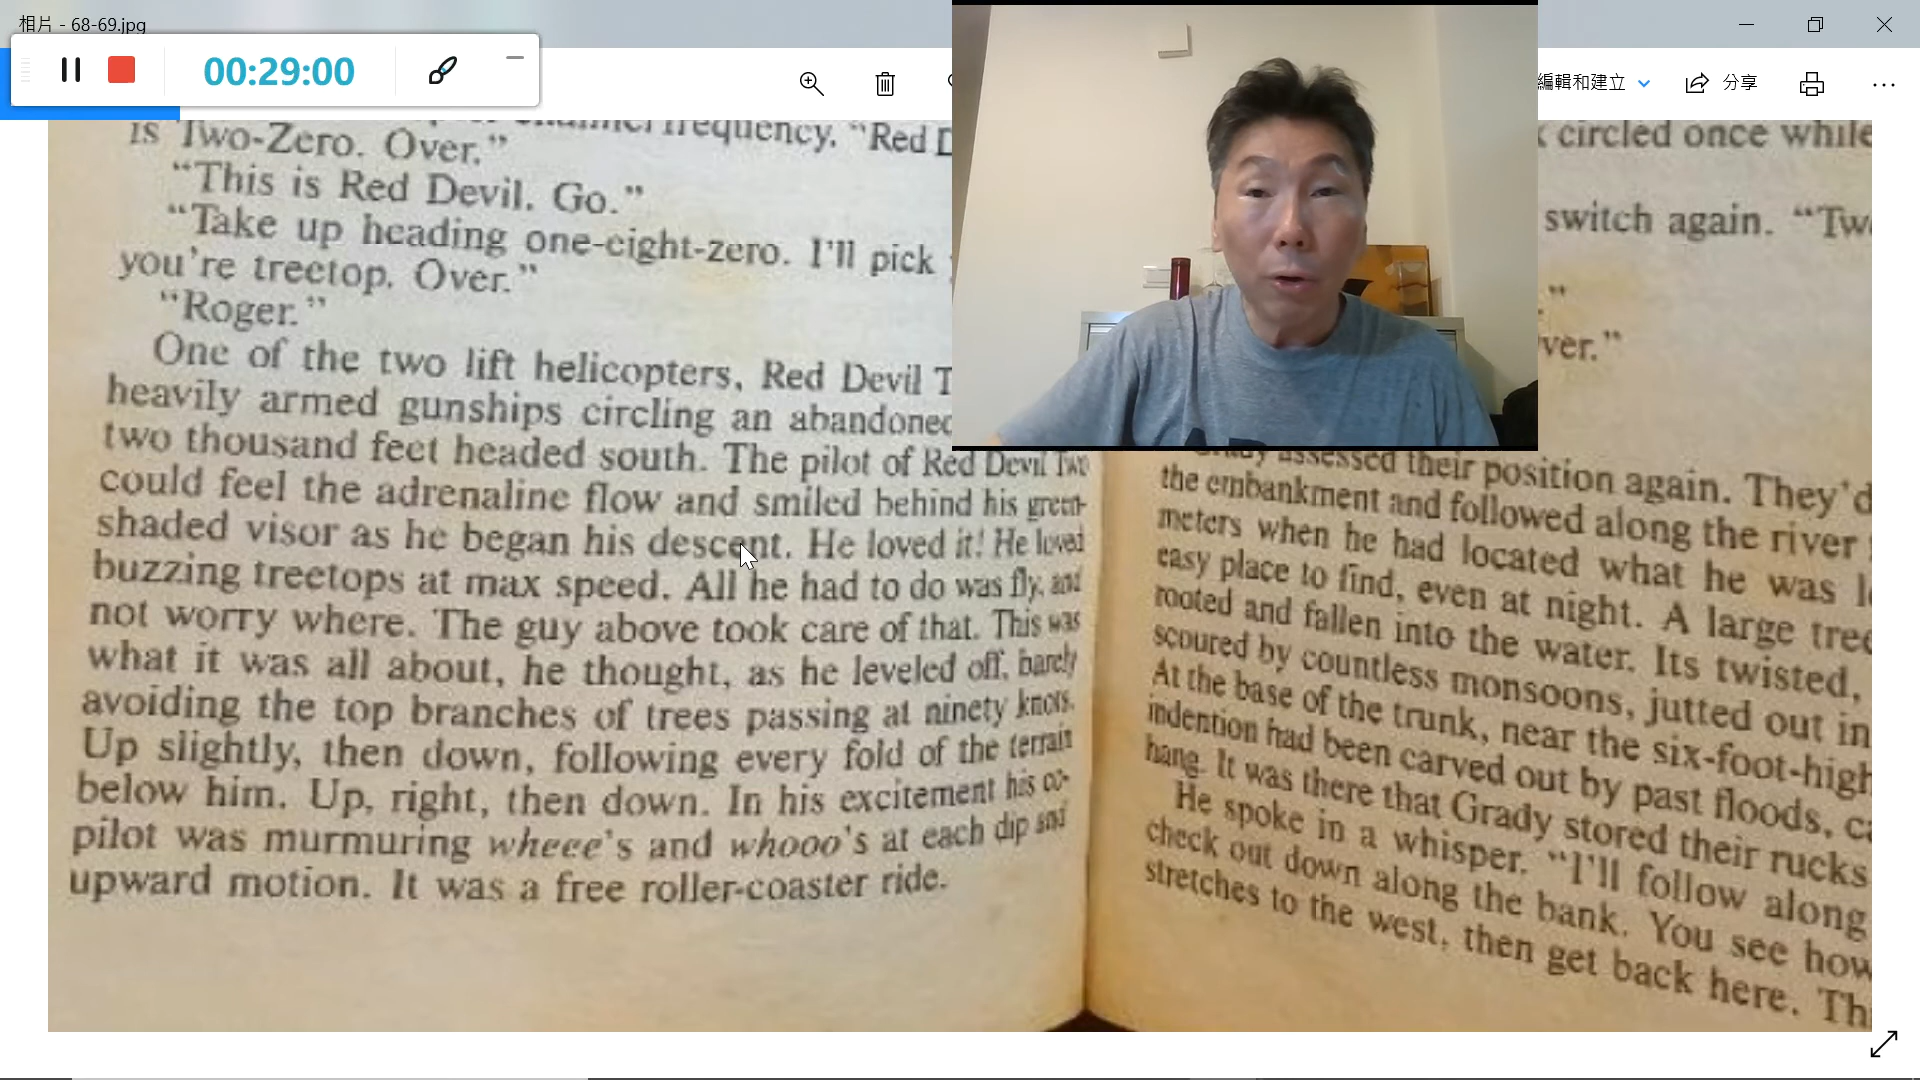 相片 - 68-69.jpg
00:29:00
編輯和建立
分享
frequency. "Red
is Two-Zero. Over."
"This is Red Devil. Go."
"Take up heading one-eight-zero. I'll pick
you're treetop. Over."
"Roger."
One of the two lift helicopters, Red Devil
heavily armed gunships circling an
two thousand feet headed south. The pilot of Red Devil Two
could feel the adrenaline flow and smiled behind his green-
shaded visor as he began his descent. He loved it! He loved
buzzing treetops at max speed. All he had to do was fly, and
not worry where. The guy above took care of that. This was
what it was all about, he thought, as he leveled off, barely
avoiding the top branches of trees passing at ninety knots.
Up slightly, then down, following every fold of the terrain
below him. Up, right, then down. In his excitement his co-
pilot was murmuring wheee's and whooo's at each dip and
upward motion. It was a free roller-coaster ride.
circled once while
switch again.
Grady assessed their position again.
the embankment and followed along the river
meters when he had located what he was
easy place to find, even at night. A large
rooted and fallen into the water. Its twisted,
scoured by countless monsoons, jutted out
At the base of the trunk, near the
indention had been carved out by past floods,
hang. It was there that Grady stored their rucks
He spoke in a whisper. "I'll follow along
check out down along the bank. You see how
stretches to the west, then get back here.